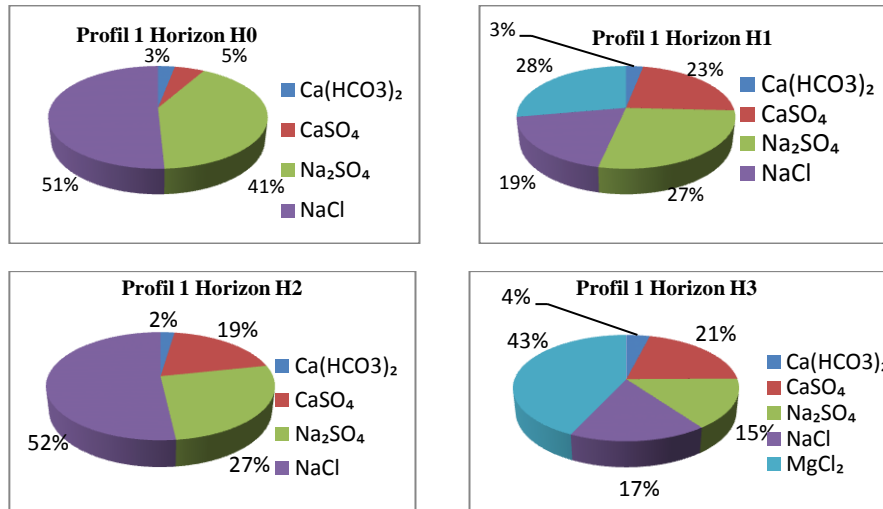 Profil 1 Horizon H0
3%
5%
51%
41%
Ca(HCO3)₂
CaSO₄
Na₂SO₄
NaCl
Profil 1 Horizon H1
3%
28%
23%
19%
27%
Ca(HCO3)₂
CaSO₄
Na₂SO₄
NaCl
Profil 1 Horizon H2
2%
19%
52%
27%
Ca(HCO3)₂
CaSO₄
Na₂SO₄
NaCl
Profil 1 Horizon H3
4%
43%
21%
15%
17%
Ca(HCO3)₂
CaSO₄
Na₂SO₄
NaCl
MgCl₂